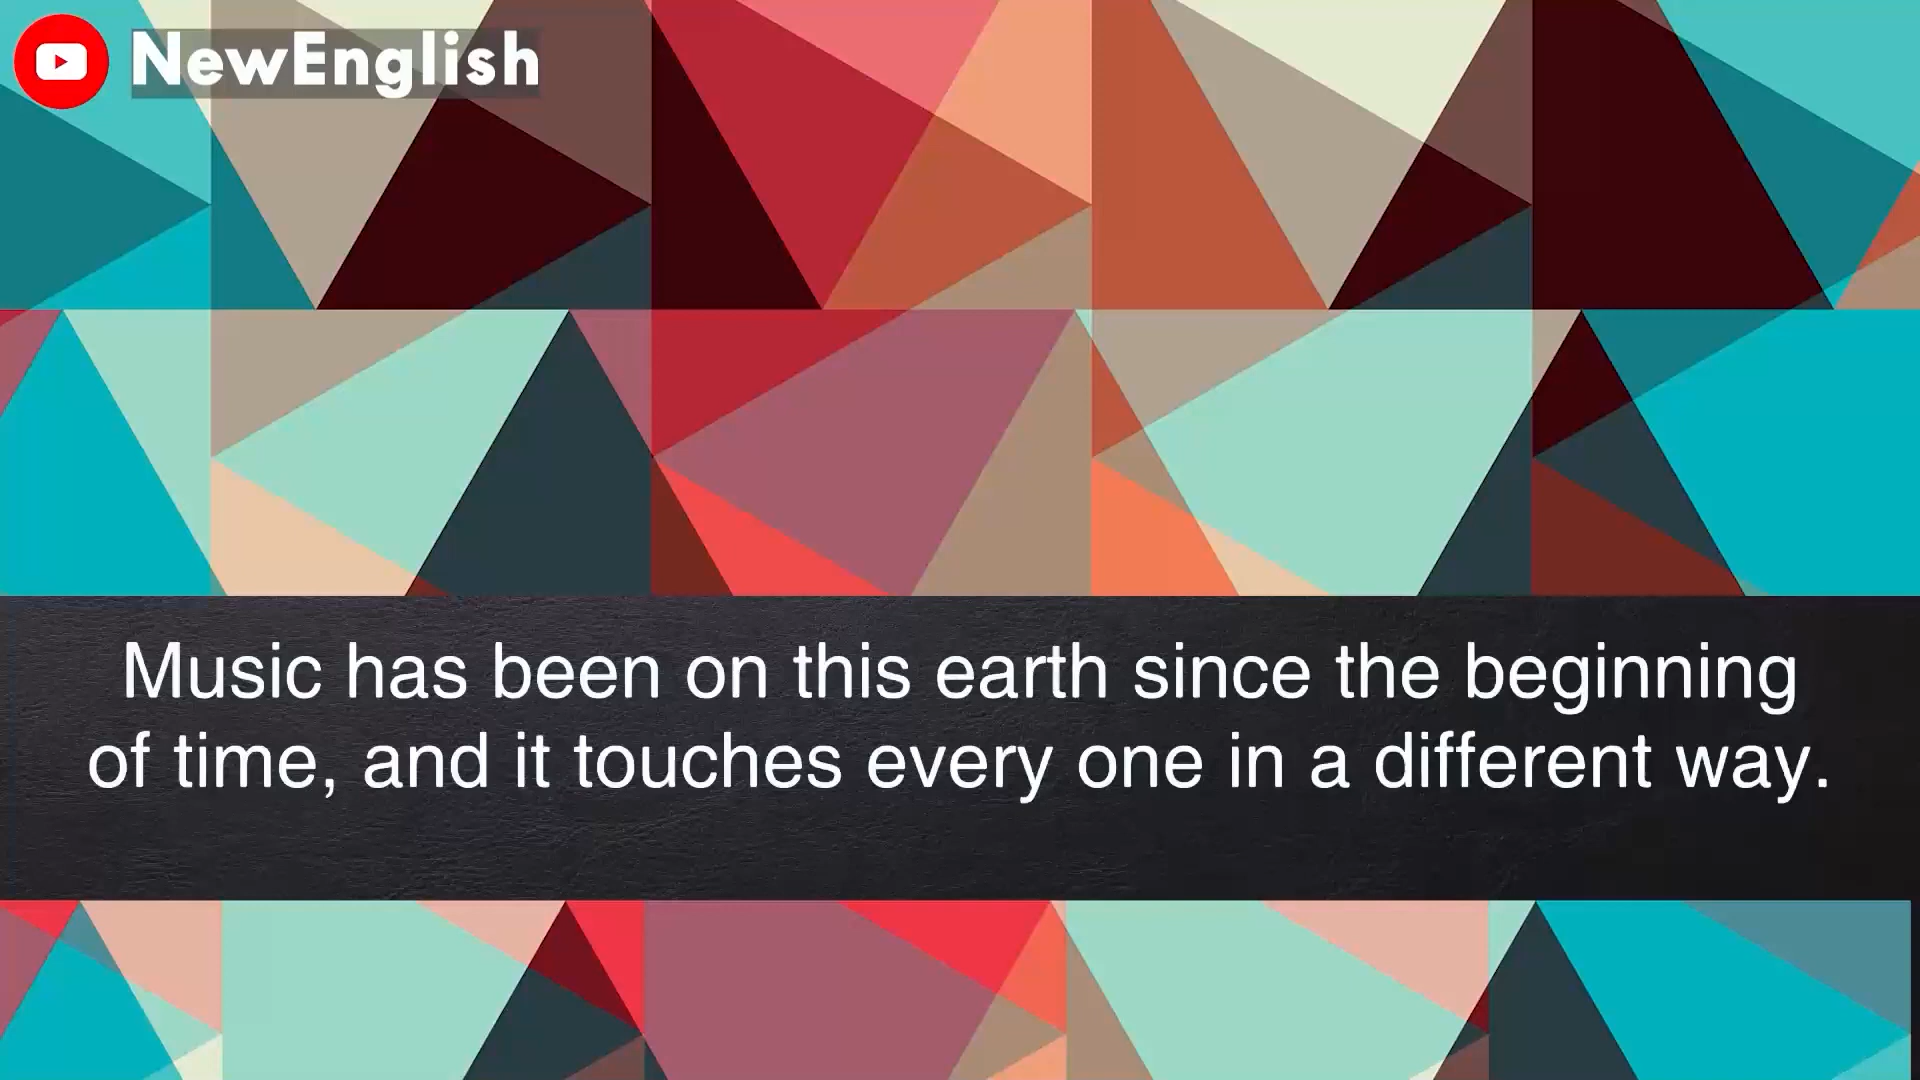 NewEnglish
Music has been on this earth since the beginning
of time, and it touches every one in a different way.